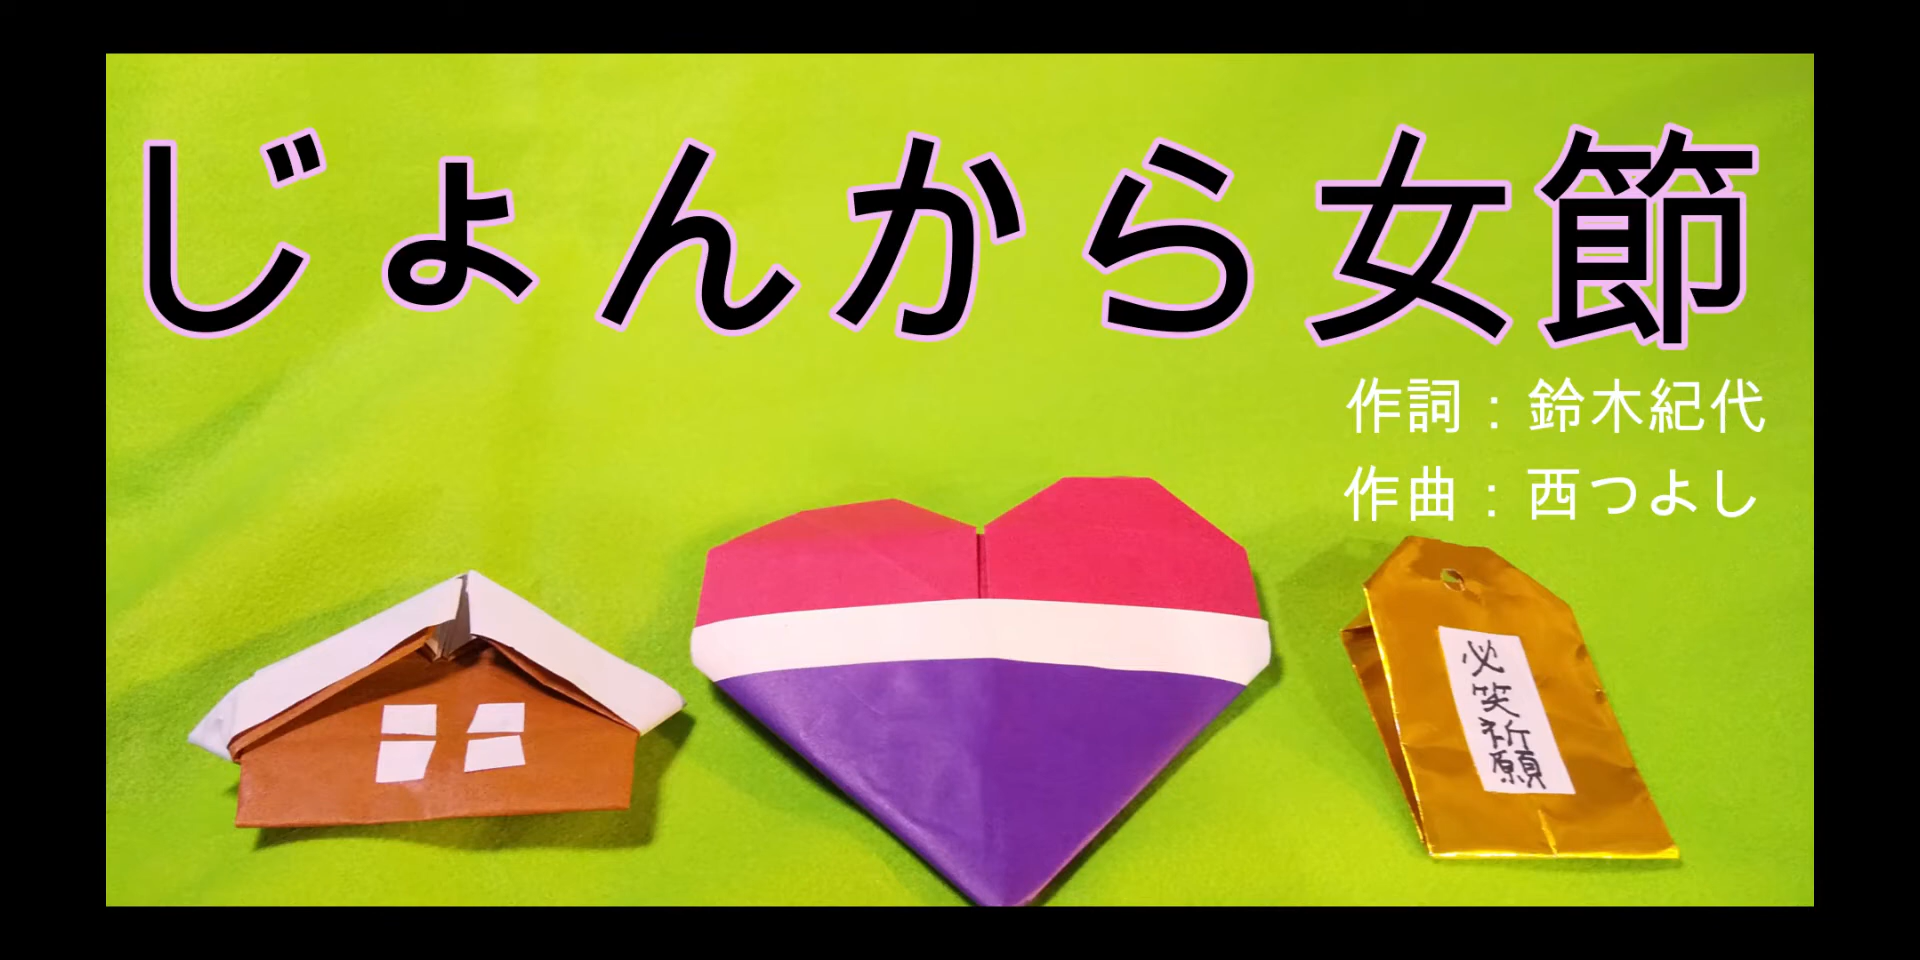 じょんから女節
作詞：鈴木紀代
作曲：西つよし
必笑祈願